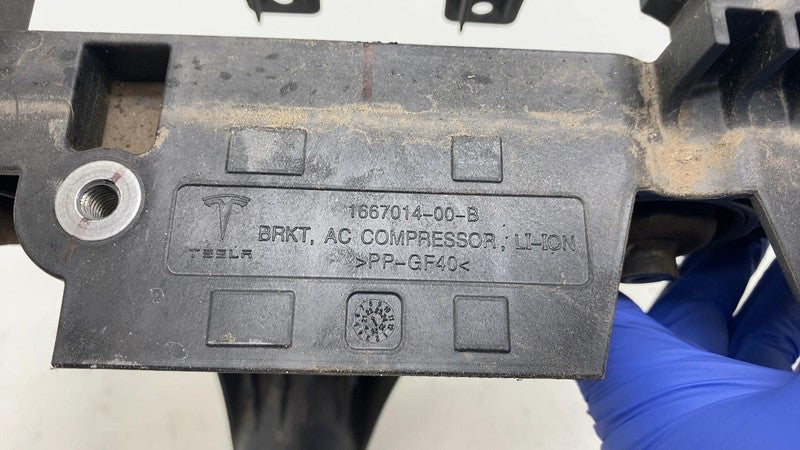 1667014-00-B
BRKT, AC COMPRESSOR, LI-ION
TESLA
>PP-GF40<